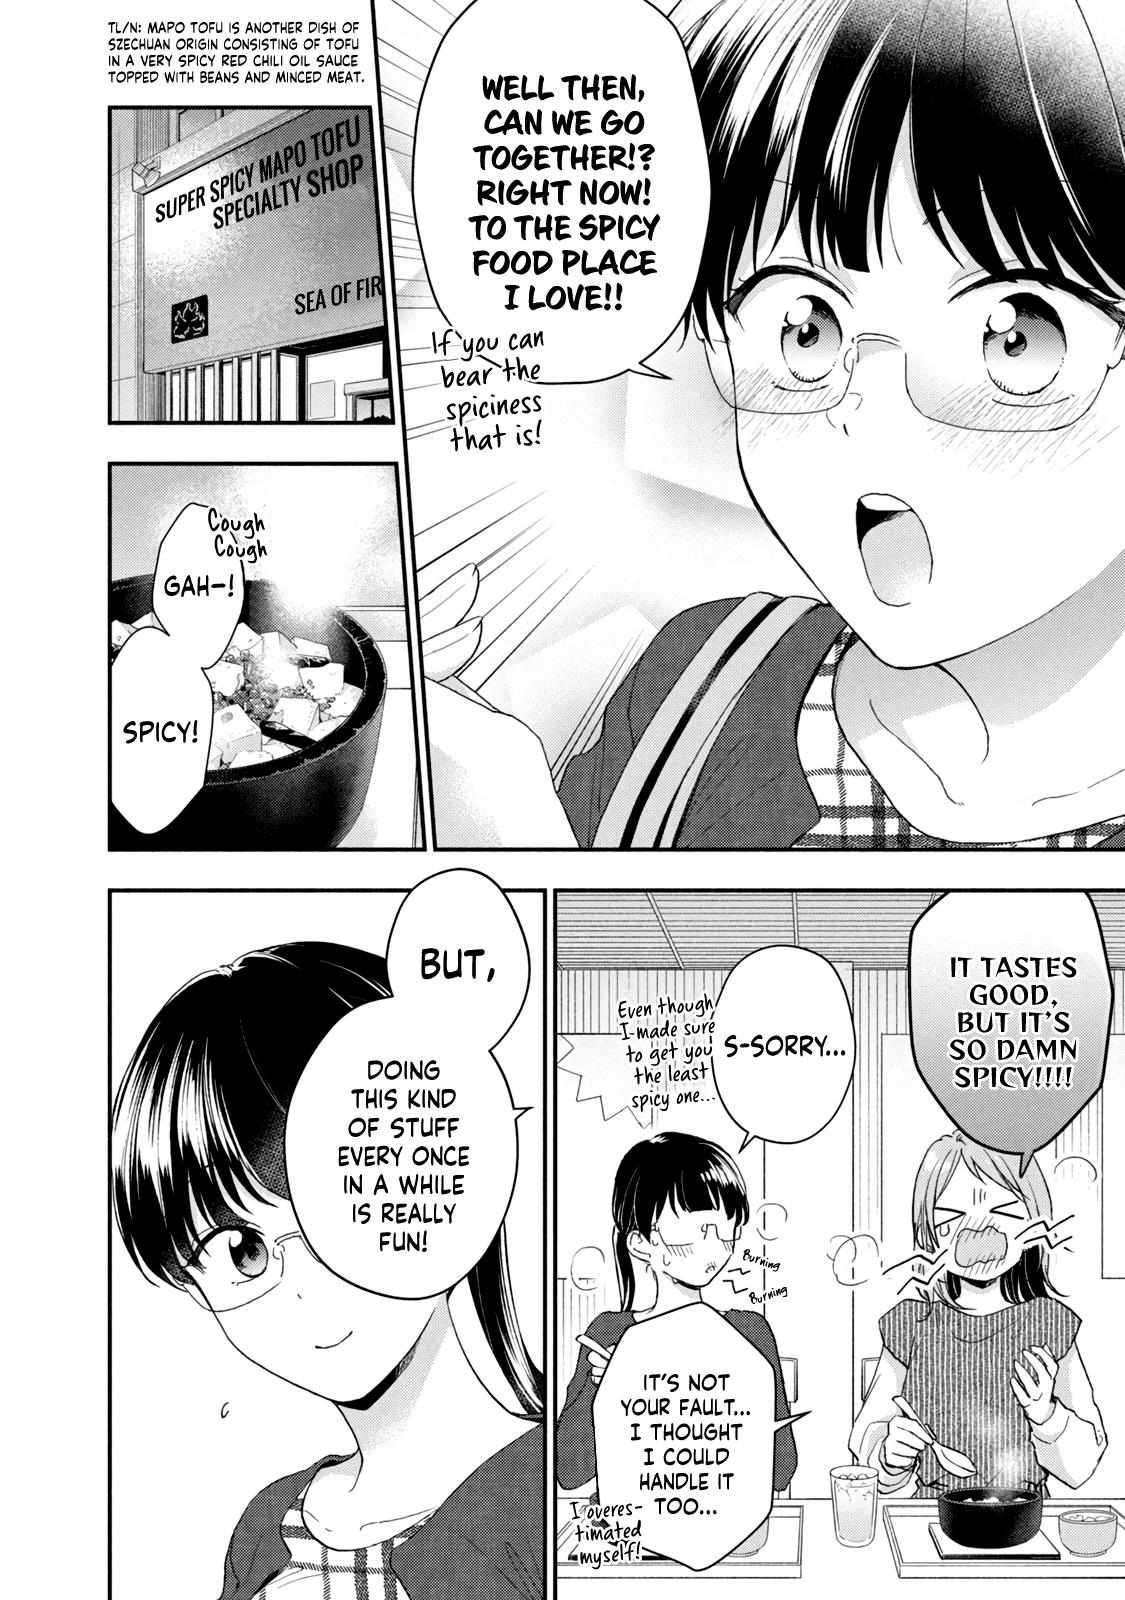 WELL THEN,
CAN WE GO
TOGETHER!?
RIGHT NOW!
TO THE SPICY
FOOD PLACE
I LOVE!!
If you can
bear the
spiciness
that is!
TL/N: MAPO TOFU IS ANOTHER DISH OF
SZECHUAN ORIGIN CONSISTING OF TOFU
IN A VERY SPICY RED CHILI OIL SAUCE
TOPPED WITH BEANS AND MINCED MEAT.
SUPER SPICY MAPO TOFU
SPECIALTY SHOP
SEA OF FIR
Cough
Cough
GAH-!
SPICY!
IT TASTES
GOOD,
BUT IT'S
SO DAMN
SPICY!!!!
S-SORRY...
Even though
I made sure
to get you
the least
spicy one...
Burning
Burning
IT'S NOT
YOUR FAULT...
I THOUGHT
I COULD
HANDLE IT
TOO...
I overes-
timated
myself!
BUT,
DOING
THIS KIND
OF STUFF
EVERY ONCE
IN A WHILE
IS REALLY
FUN!